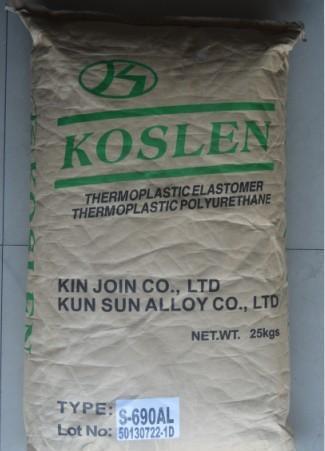 KOSLEN
THERMOPLASTIC ELASTOMER
THERMOPLASTIC POLYURETHANE
KIN JOIN CO., LTD
KUN SUN ALLOY CO., LTD
NET.WT. 25kgs
TYPE: S-690AL
Lot No: 50130722-1D
KOSLEN